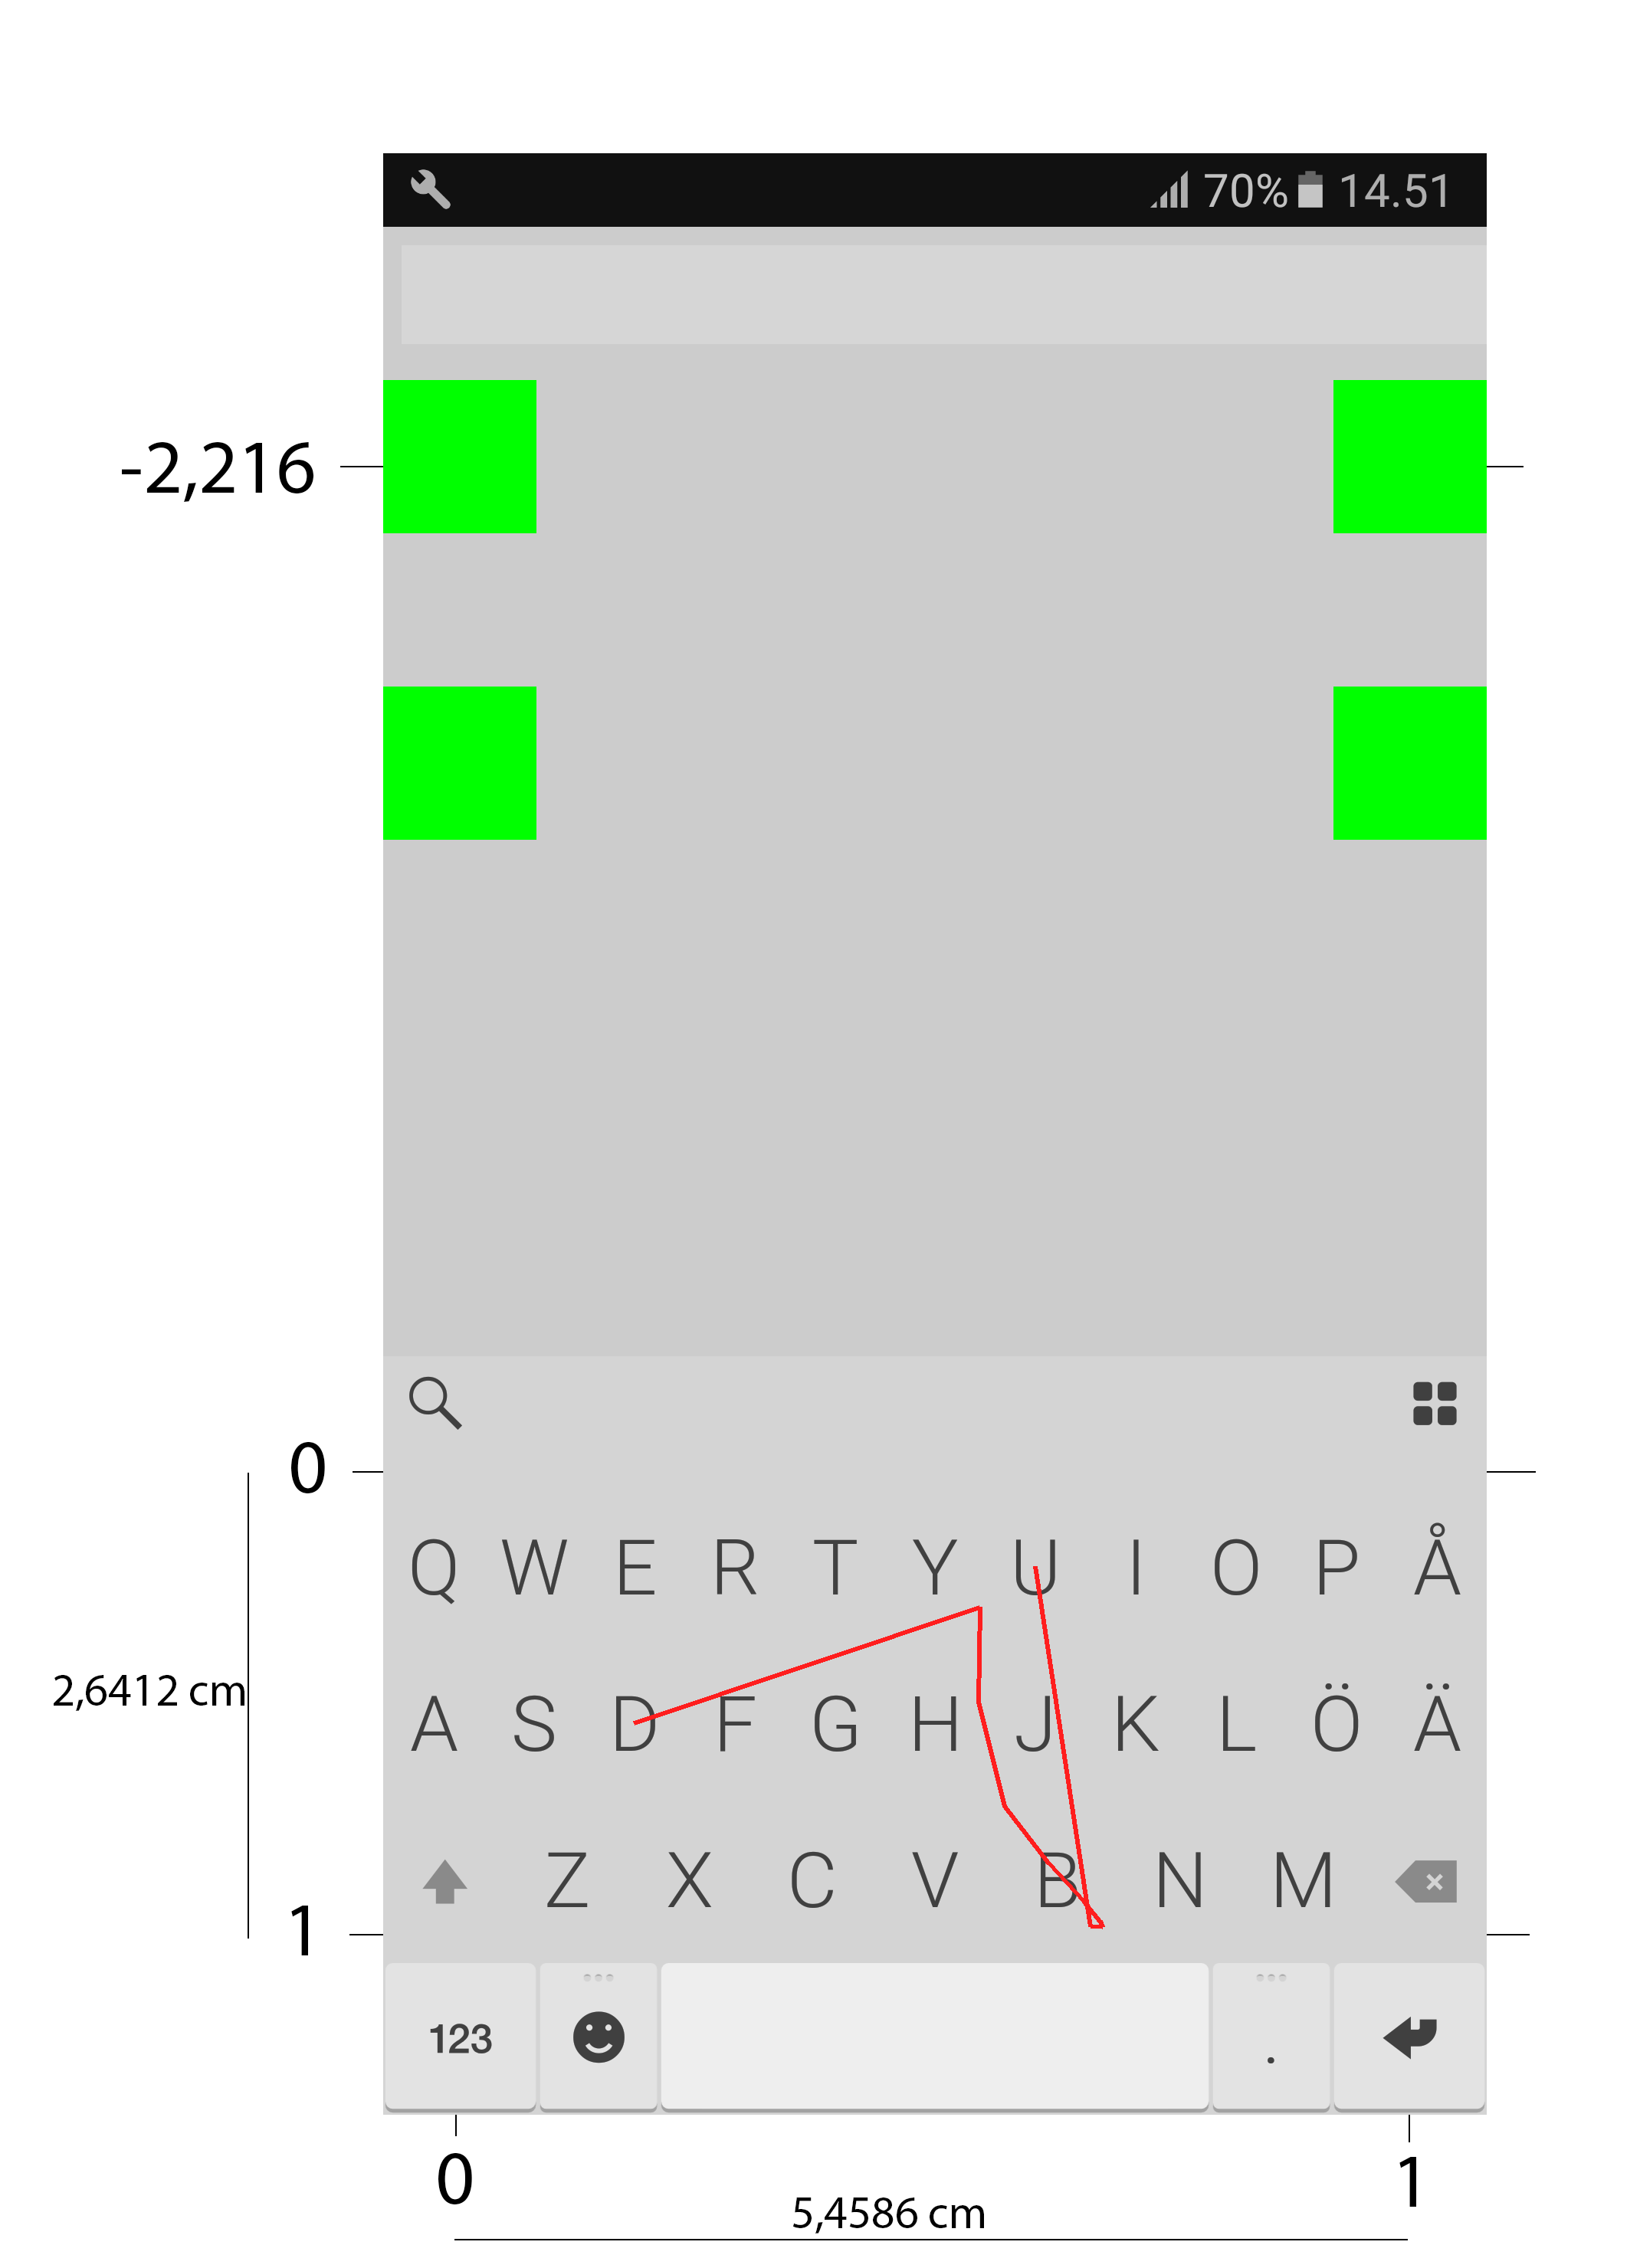 70% 14.51
-2,216
0
Q W E R T Y U I O P Å
2,6412 cm
A S D F G H J K L Ö Ä
Z X C V B N M
1
123 .
0 1
5,4586 cm